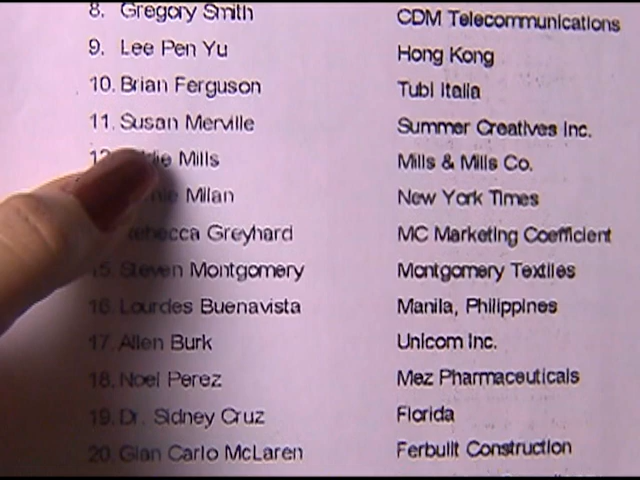 8. Gregory Smith CDM Telecommunications
9. Lee Pen Yu Hong Kong
10. Brian Ferguson Tubi Italia
11. Susan Merville Summer Creatives Inc.
Mills Mills & Mills Co.
Milan New York Times
Rebecca Greyhard MC Marketing Coefficient
15. Steven Montgomery Montgomery Textiles
16. Lourdes Buenavista Manila, Philippines
17. Allen Burk Unicom Inc.
18. Noel Perez Mez Pharmaceuticals
19. Dr. Sidney Cruz Florida
20. Gian Carlo McLaren Ferbuilt Construction